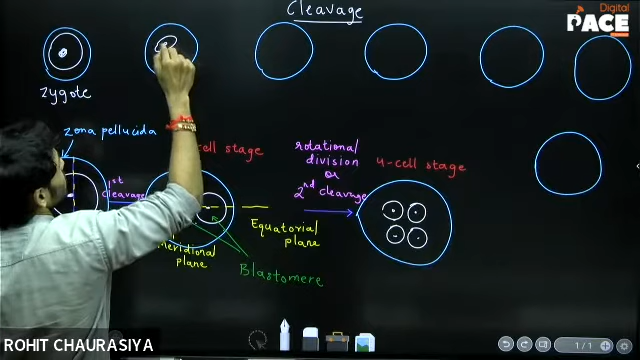 Cleavage
Digital
PACE
zygote
zona pellucida
cell stage
1st
cleavage
rotational
division
or
2nd cleavage
4-cell stage
Equatorial
plane
Meridional
plane
Blastomere
ROHIT CHAURASIYA
1/1